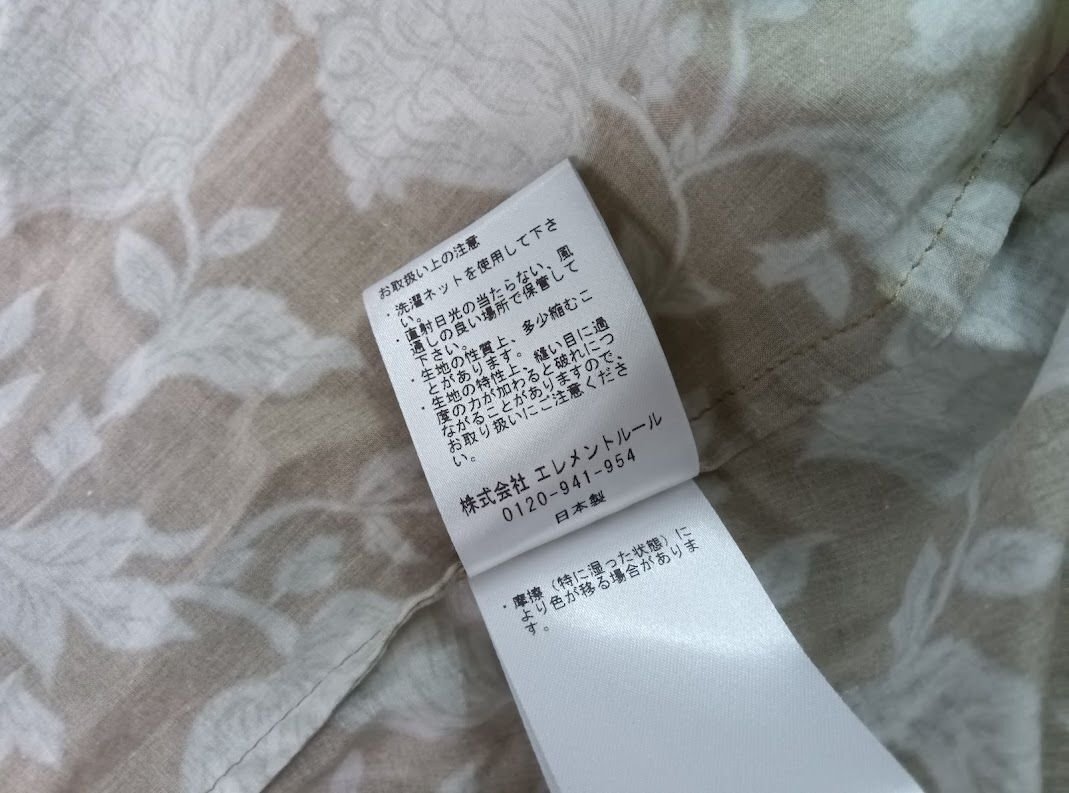 お取扱い上の注意
・洗濯ネットを使用して下さ
い。
・直射日光の当たらない、風
通しの良い場所で保管して
下さい。
・生地の性質上、多少縮むこ
とがあります。
・生地の特性上、縫い目に過
度の力が加わると破れにつ
ながることがありますので、
お取り扱いにご注意くださ
い。
株式会社 エレメントルール
0120-941-954
日本製
・摩擦(特に湿った状態)に
より色が移る場合がありま
す。